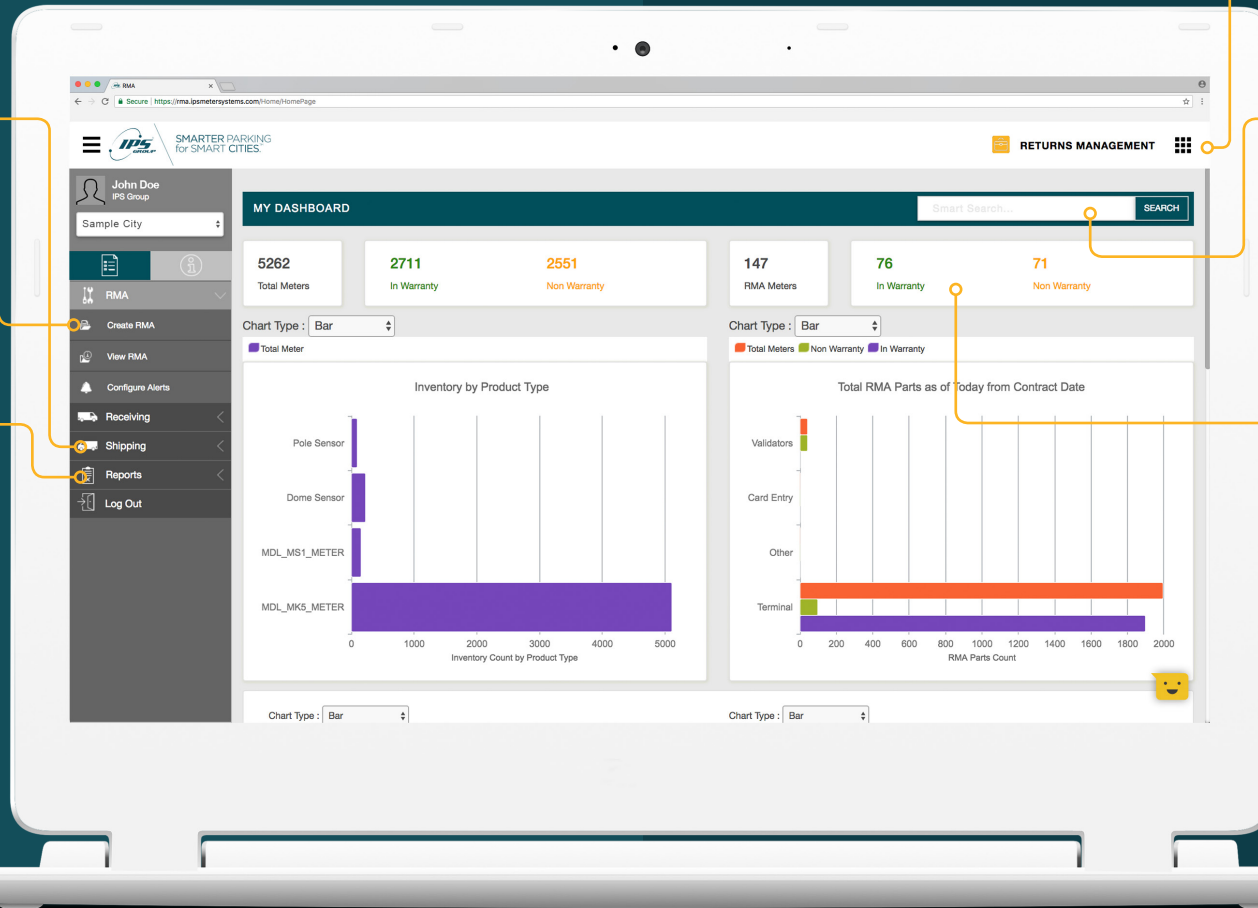 RMA
Secure | https://rma.ipsmetersystems.com/Home/HomePage
IPS
GROUP
SMARTER PARKING
for SMART CITIES.
RETURNS MANAGEMENT
John Doe
IPS Group
Sample City
RMA
Create RMA
View RMA
Configure Alerts
Receiving
Shipping
Reports
Log Out
MY DASHBOARD
Smart Search...
SEARCH
5262
Total Meters
2711
In Warranty
2551
Non Warranty
147
RMA Meters
76
In Warranty
71
Non Warranty
Chart Type : Bar
Total Meter
Inventory by Product Type
Pole Sensor
Dome Sensor
MDL_MS1_METER
MDL_MK5_METER
0 1000 2000 3000 4000 5000
Inventory Count by Product Type
Chart Type : Bar
Total Meters Non Warranty In Warranty
Total RMA Parts as of Today from Contract Date
Validators
Card Entry
Other
Terminal
0 200 400 600 800 1000 1200 1400 1600 1800 2000
RMA Parts Count
Chart Type : Bar
Chart Type : Bar